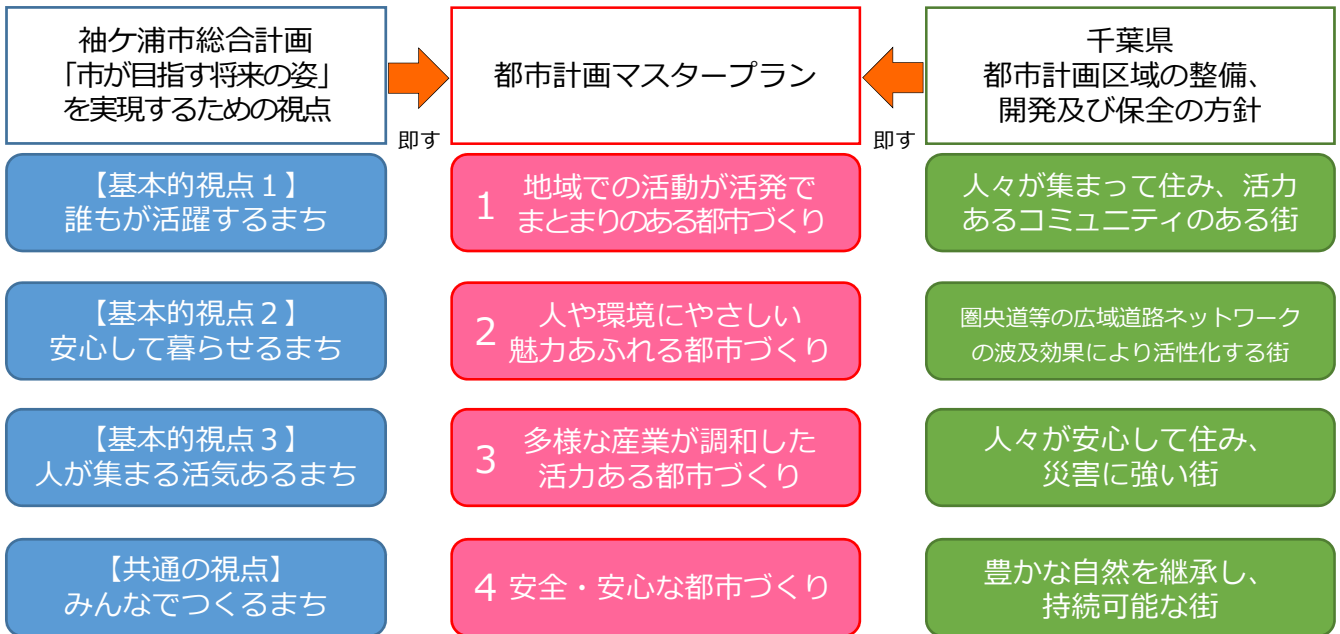 袖ケ浦市総合計画
「市が目指す将来の姿」
を実現するための視点
即す
都市計画マスタープラン
即す
千葉県
都市計画区域の整備、
開発及び保全の方針
【基本的視点１】
誰もが活躍するまち
1
地域での活動が活発で
まとまりのある都市づくり
人々が集まって住み、活力
あるコミュニティのある街
【基本的視点２】
安心して暮らせるまち
2
人や環境にやさしい
魅力あふれる都市づくり
圏央道等の広域道路ネットワーク
の波及効果により活性化する街
【基本的視点３】
人が集まる活気あるまち
3
多様な産業が調和した
活力ある都市づくり
人々が安心して住み、
災害に強い街
【共通の視点】
みんなでつくるまち
4 安全・安心な都市づくり
豊かな自然を継承し、
持続可能な街